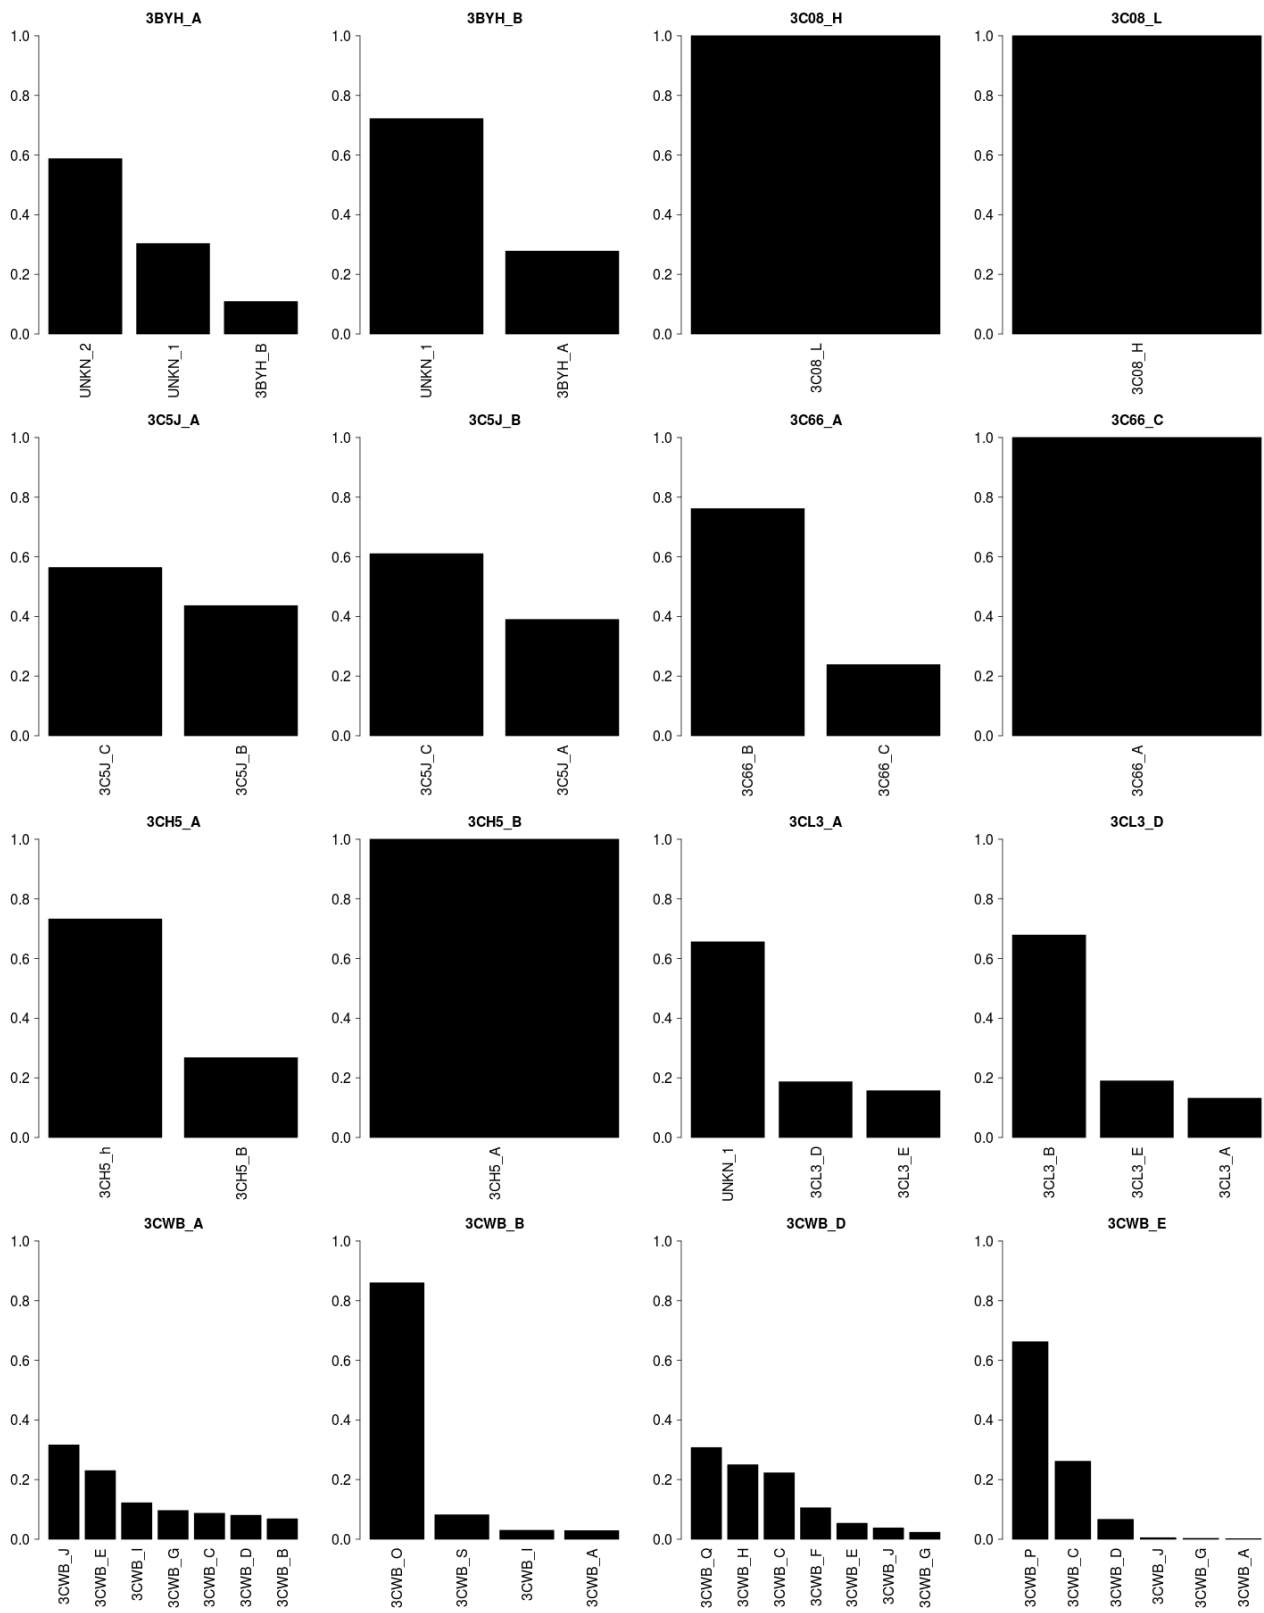 3BYH_A
1.0
0.8
0.6
0.4
0.2
0.0
UNKN_2
UNKN_1
3BYH_B
3BYH_B
1.0
0.8
0.6
0.4
0.2
0.0
UNKN_1
3BYH_A
3C08_H
1.0
0.8
0.6
0.4
0.2
0.0
3C08_L
3C08_L
1.0
0.8
0.6
0.4
0.2
0.0
3C08_H
3C5J_A
1.0
0.8
0.6
0.4
0.2
0.0
3C5J_C
3C5J_B
3C5J_B
1.0
0.8
0.6
0.4
0.2
0.0
3C5J_C
3C5J_A
3C66_A
1.0
0.8
0.6
0.4
0.2
0.0
3C66_B
3C66_C
3C66_C
1.0
0.8
0.6
0.4
0.2
0.0
3C66_A
3CH5_A
1.0
0.8
0.6
0.4
0.2
0.0
3CH5_h
3CH5_B
3CH5_B
1.0
0.8
0.6
0.4
0.2
0.0
3CH5_A
3CL3_A
1.0
0.8
0.6
0.4
0.2
0.0
UNKN_1
3CL3_D
3CL3_E
3CL3_D
1.0
0.8
0.6
0.4
0.2
0.0
3CL3_B
3CL3_E
3CL3_A
3CWB_A
1.0
0.8
0.6
0.4
0.2
0.0
3CWB_J
3CWB_E
3CWB_I
3CWB_G
3CWB_C
3CWB_D
3CWB_B
3CWB_B
1.0
0.8
0.6
0.4
0.2
0.0
3CWB_O
3CWB_S
3CWB_I
3CWB_A
3CWB_D
1.0
0.8
0.6
0.4
0.2
0.0
3CWB_Q
3CWB_H
3CWB_C
3CWB_F
3CWB_E
3CWB_J
3CWB_G
3CWB_E
1.0
0.8
0.6
0.4
0.2
0.0
3CWB_P
3CWB_C
3CWB_D
3CWB_J
3CWB_G
3CWB_A